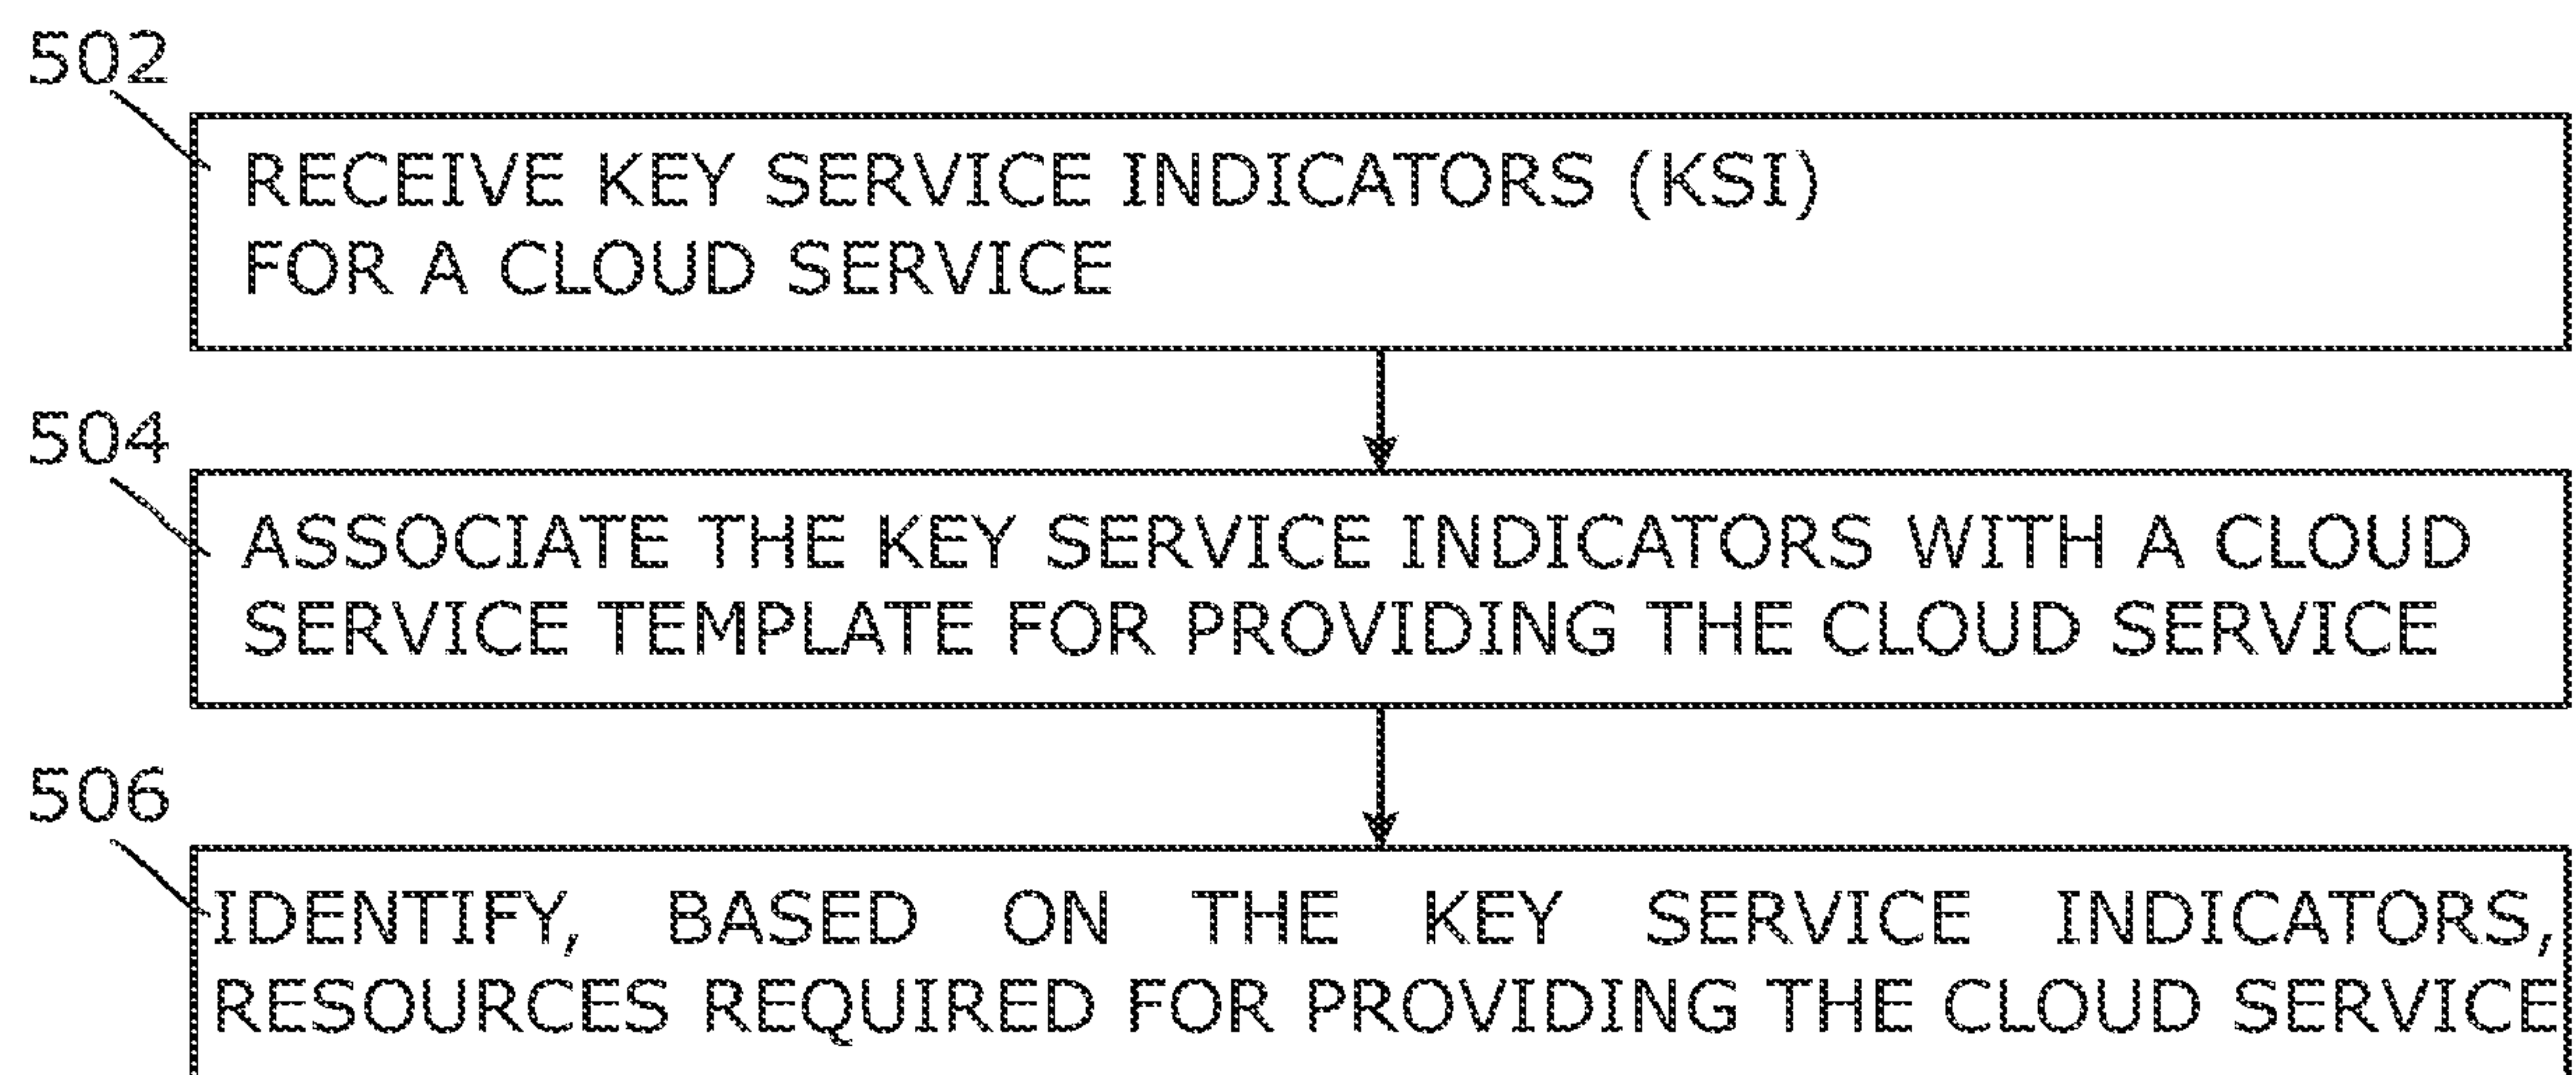 502
RECEIVE KEY SERVICE INDICATORS (KSI)
FOR A CLOUD SERVICE
504
ASSOCIATE THE KEY SERVICE INDICATORS WITH A CLOUD
SERVICE TEMPLATE FOR PROVIDING THE CLOUD SERVICE
506
IDENTIFY, BASED ON THE KEY SERVICE INDICATORS,
RESOURCES REQUIRED FOR PROVIDING THE CLOUD SERVICE